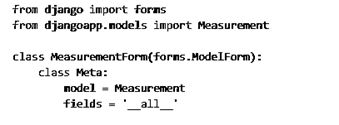 from django import forms
from djangoapp.models import Measurement

class MeasurementForm(forms.ModelForm):
    class Meta:
        model = Measurement
        fields = '__all__'